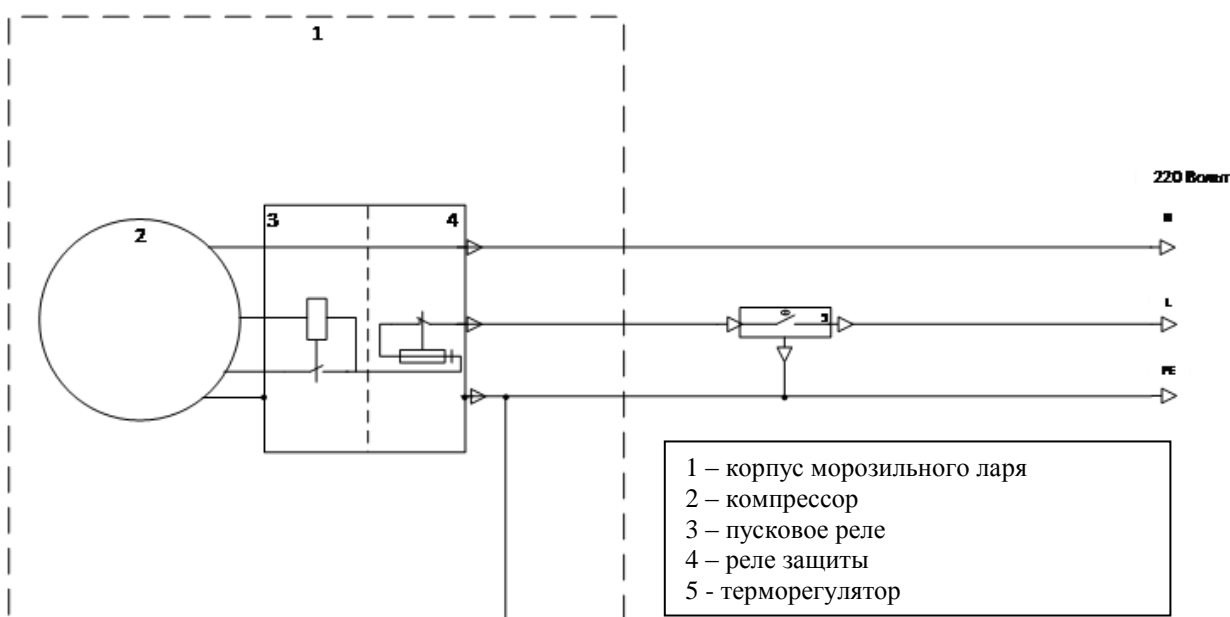 1
220 Вольт
3
4
2
N
L
5
PE
1 – корпус морозильного ларя
2 – компрессор
3 – пусковое реле
4 – реле защиты
5 - терморегулятор